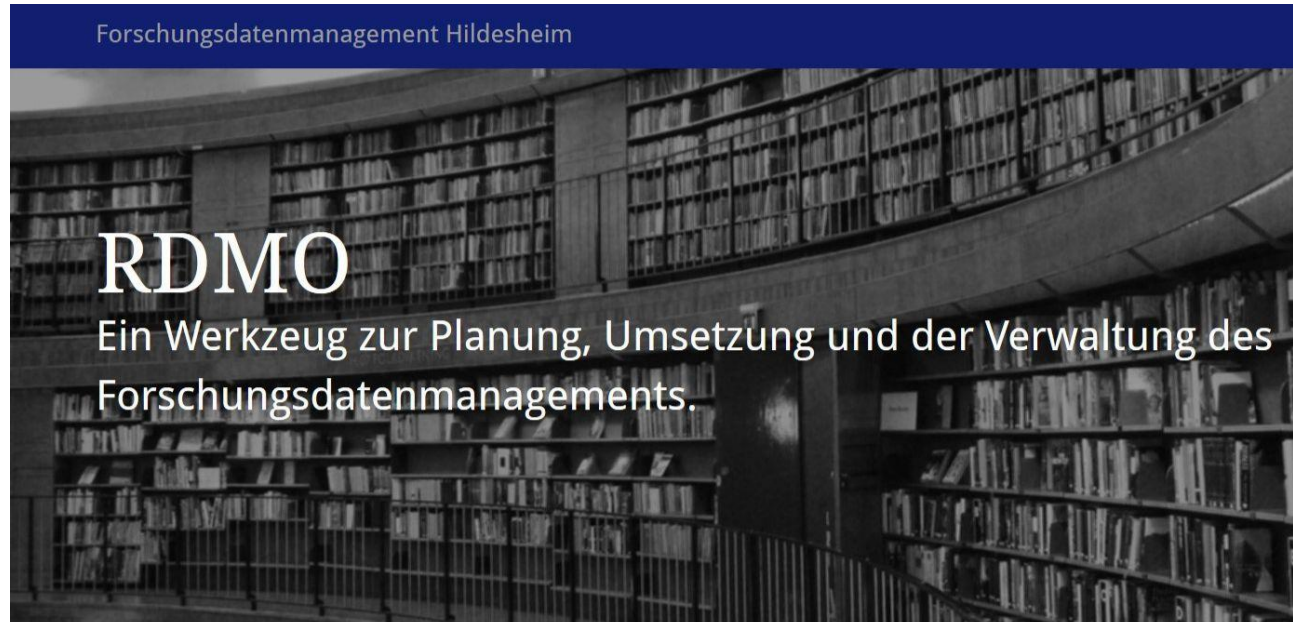 Forschungsdatenmanagement Hildesheim
RDMO
Ein Werkzeug zur Planung, Umsetzung und der Verwaltung des
Forschungsdatenmanagements.